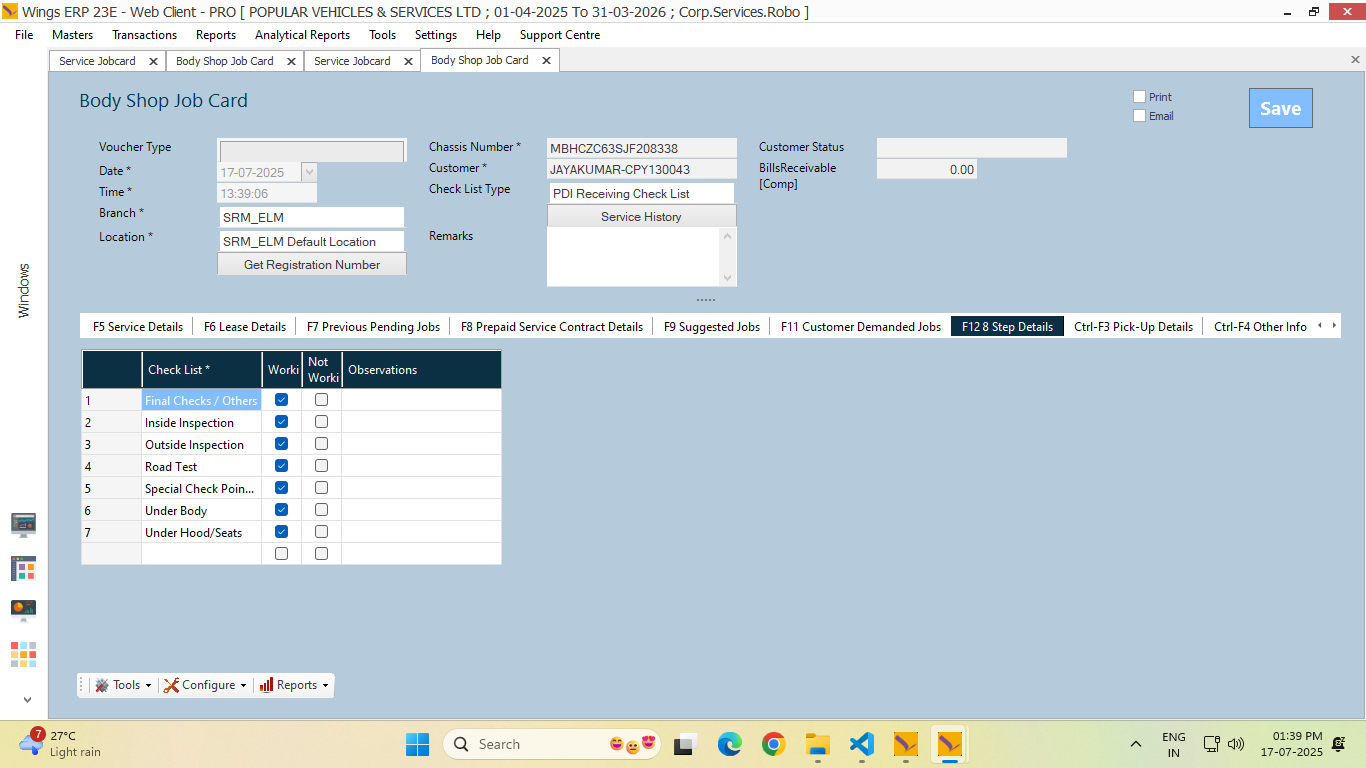 Wings ERP 23E - Web Client - PRO [ POPULAR VEHICLES & SERVICES LTD ; 01-04-2025 To 31-03-2026 ; Corp.Services.Robo ]
File Masters Transactions Reports Analytical Reports Tools Settings Help Support Centre
Service Jobcard Body Shop Job Card Service Jobcard Body Shop Job Card
Body Shop Job Card
Print
Email
Save
Voucher Type
Date * 17-07-2025
Time * 13:39:06
Branch * SRM_ELM
Location * SRM_ELM Default Location
Get Registration Number
Chassis Number * MBHCZC63SJF208338
Customer * JAYAKUMAR-CPY130043
Check List Type PDI Receiving Check List
Service History
Remarks
Customer Status
BillsReceivable 0.00
[Comp]
Windows
F5 Service Details F6 Lease Details F7 Previous Pending Jobs F8 Prepaid Service Contract Details F9 Suggested Jobs F11 Customer Demanded Jobs F12 8 Step Details Ctrl-F3 Pick-Up Details Ctrl-F4 Other Info
Check List * Worki Not Worki Observations
1 Final Checks / Others
2 Inside Inspection
3 Outside Inspection
4 Road Test
5 Special Check Poin...
6 Under Body
7 Under Hood/Seats
Tools Configure Reports
7
27°C
Light rain
Search
ENG
IN
01:39 PM
17-07-2025